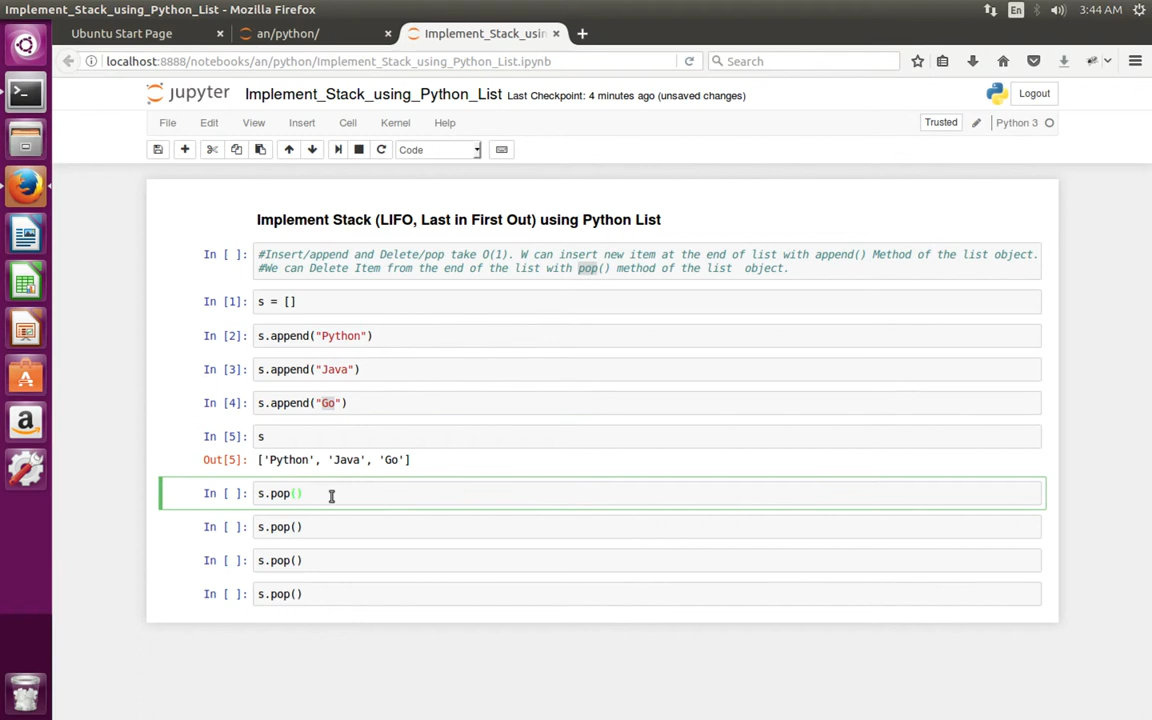 Implement_Stack_using_Python_List - Mozilla Firefox
En
3:44 AM
Ubuntu Start Page
an/python/
Implement_Stack_usin
localhost:8888/notebooks/an/python/Implement_Stack_using_Python_List.ipynb
Search
jupyter
Implement_Stack_using_Python_List Last Checkpoint: 4 minutes ago (unsaved changes)
Logout
File Edit View Insert Cell Kernel Help
Trusted
Python 3
Code
Implement Stack (LIFO, Last in First Out) using Python List
In [ ]: #Insert/append and Delete/pop take O(1). W can insert new item at the end of list with append() Method of the list object.
#We can Delete Item from the end of the list with pop() method of the list  object.
In [1]: s = []
In [2]: s.append("Python")
In [3]: s.append("Java")
In [4]: s.append("Go")
In [5]: s
Out[5]: ['Python', 'Java', 'Go']
In [ ]: s.pop()
In [ ]: s.pop()
In [ ]: s.pop()
In [ ]: s.pop()